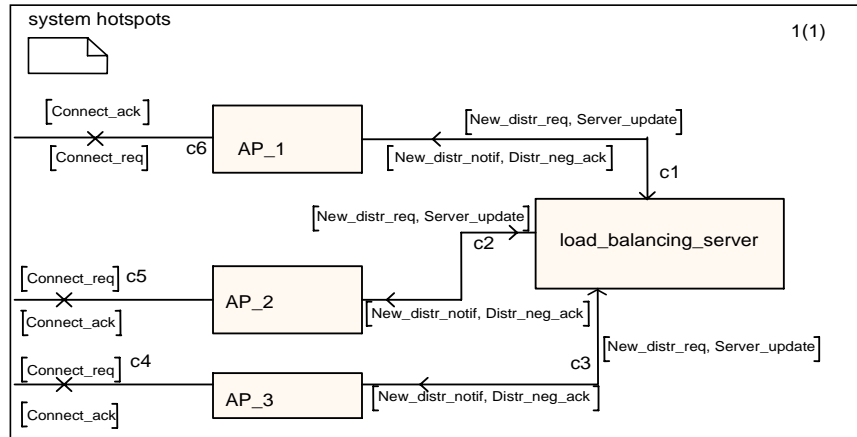 system hotspots
1(1)
[Connect_ack]
[New_distr_req, Server_update]
[Connect_req]
c6
AP_1
[New_distr_notif, Distr_neg_ack]
c1
[New_distr_req, Server_update]
c2
load_balancing_server
[Connect_req]
c5
AP_2
[Connect_ack]
[New_distr_notif, Distr_neg_ack]
[New_distr_req, Server_update]
[Connect_req]
c4
c3
AP_3
[New_distr_notif, Distr_neg_ack]
[Connect_ack]